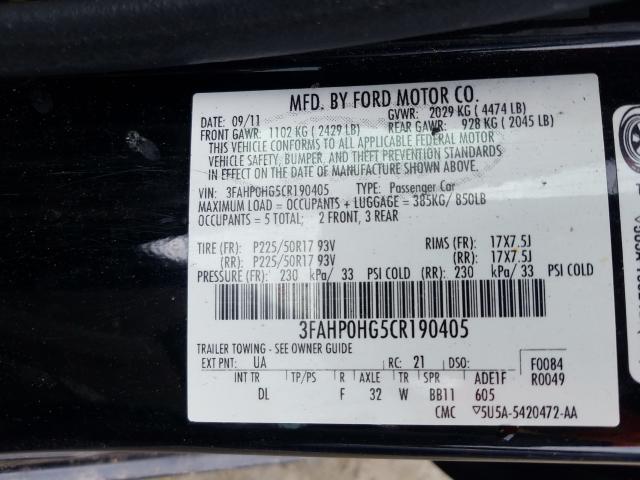 MFD. BY FORD MOTOR CO.
DATE: 09/11 GVWR: 2029 KG ( 4474 LB)
FRONT GAWR: 1102 KG ( 2429 LB) REAR GAWR: 928 KG ( 2045 LB)
THIS VEHICLE CONFORMS TO ALL APPLICABLE FEDERAL MOTOR
VEHICLE SAFETY, BUMPER, AND THEFT PREVENTION STANDARDS
IN EFFECT ON THE DATE OF MANUFACTURE SHOWN ABOVE.
VIN: 3FAHP0HG5CR190405 TYPE: Passenger Car
MAXIMUM LOAD = OCCUPANTS + LUGGAGE = 385KG/ 850LB
OCCUPANTS = 5 TOTAL; 2 FRONT, 3 REAR
TIRE (FR): P225/50R17 93V RIMS (FR): 17X7.5J
(RR): P225/50R17 93V (RR): 17X7.5J
PRESSURE (FR): 230 kPa/ 33 PSI COLD (RR): 230 kPa/ 33 PSI COLD
3FAHP0HG5CR190405
TRAILER TOWING - SEE OWNER GUIDE
EXT PNT: UA RC: 21 DSO: F0084
INT TR TP/PS R AXLE TR SPR ADE1F R0049
DL F 32 W BB11 605
CMC ▽5U5A-5420472-AA